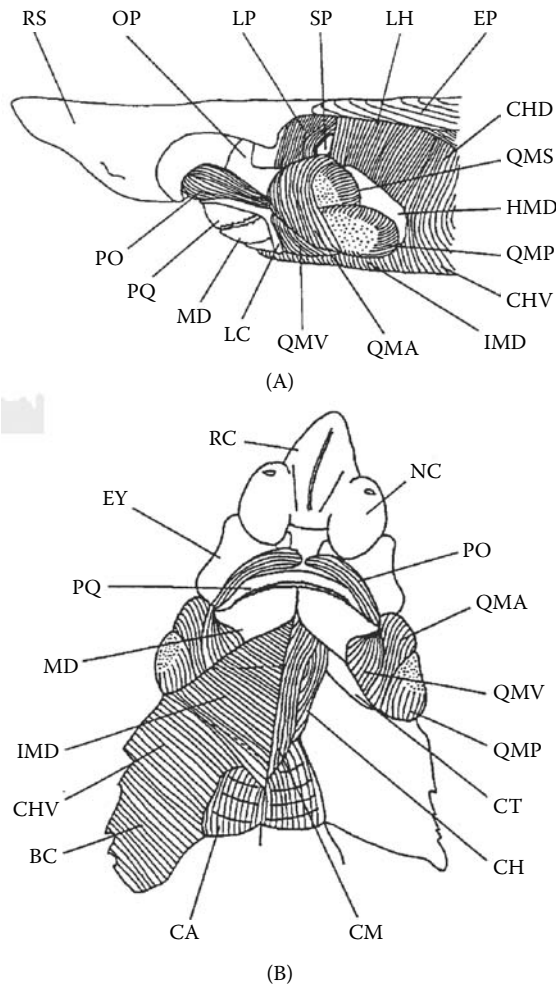 RS OP LP SP LH EP
CHD
QMS
HMD
QMP
CHV
PO
PQ
MD
LC
QMV
QMA
IMD
(A)
RC
NC
EY
PO
PQ
QMA
MD
QMV
IMD
QMP
CHV
CT
BC
CH
CA
CM
(B)